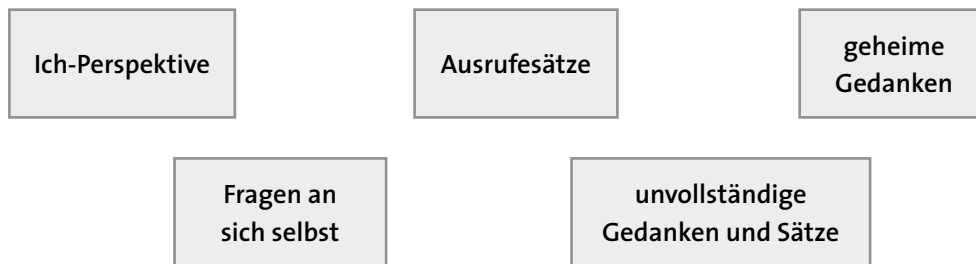 Ich-Perspektive
Ausrufesätze
geheime
Gedanken
Fragen an
sich selbst
unvollständige
Gedanken und Sätze